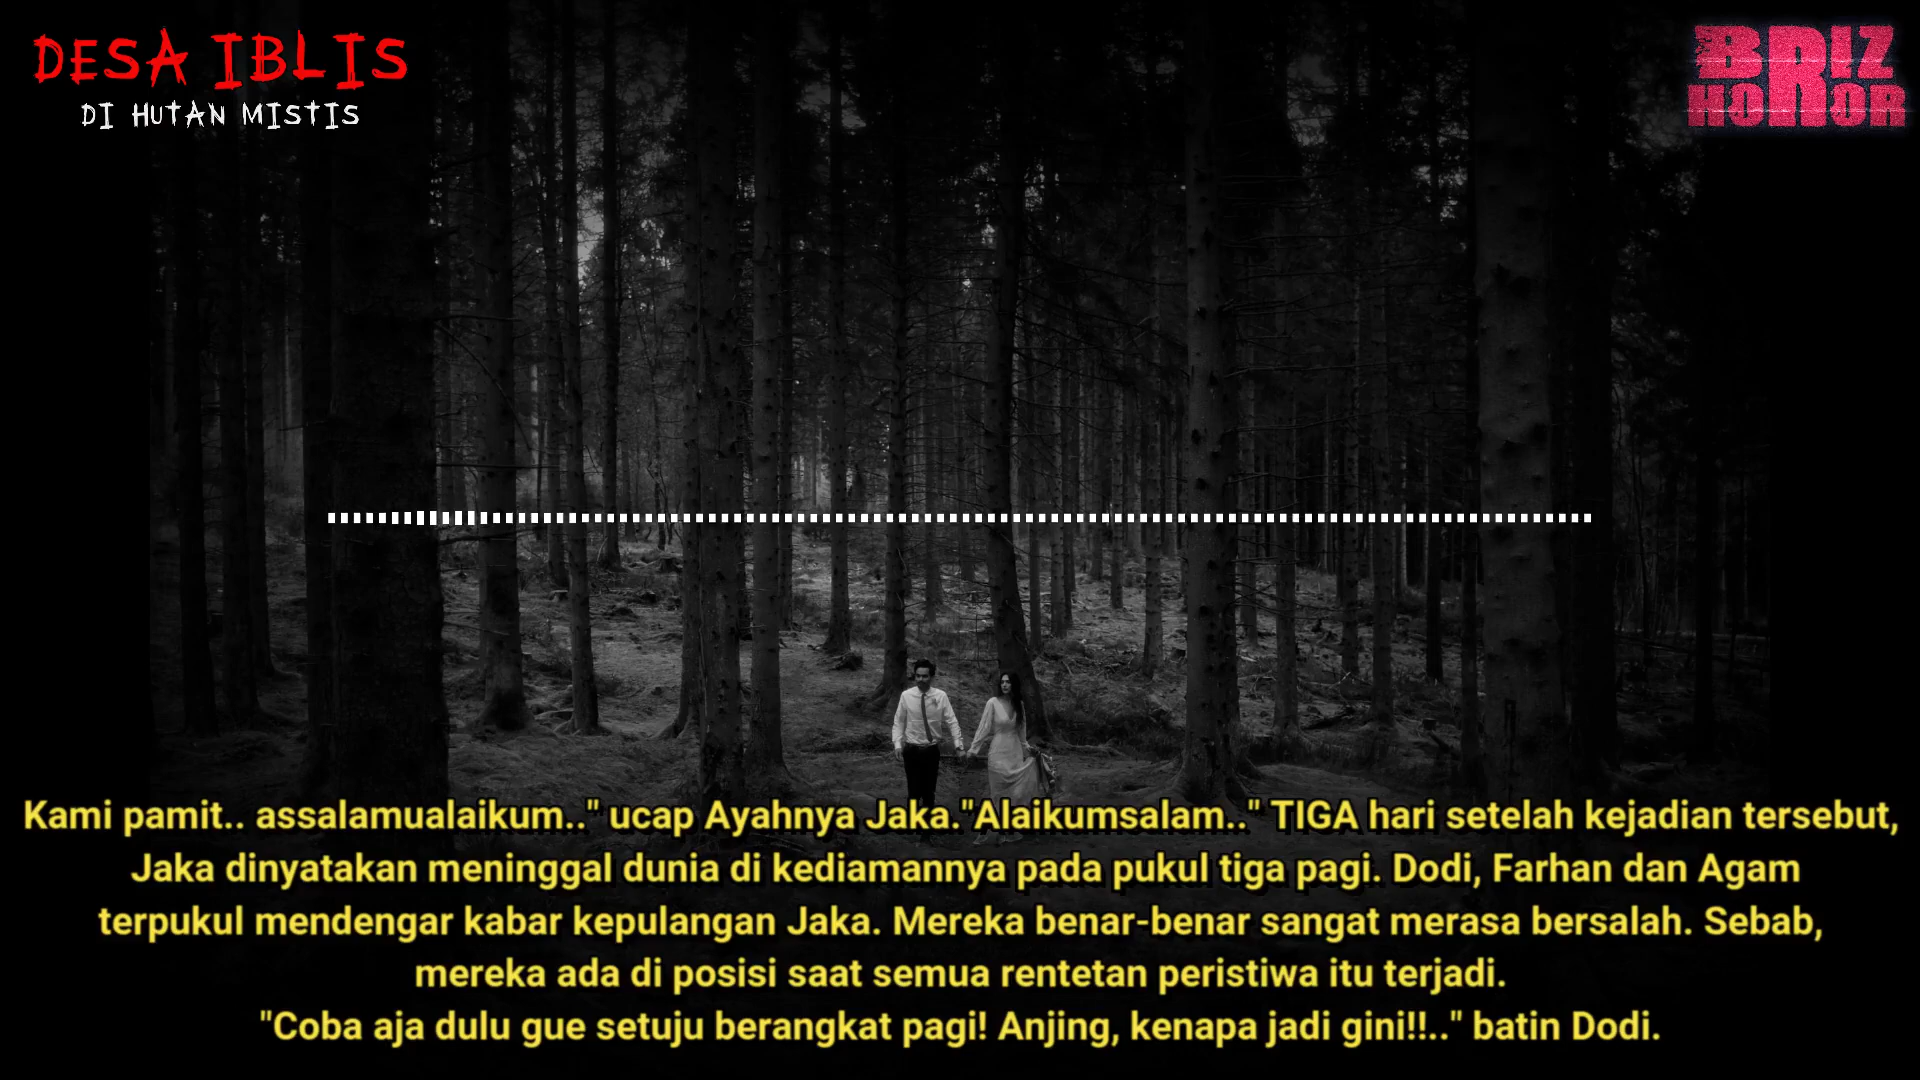 DESA IBLIS
DI HUTAN MISTIS
BRIZ
HOROR
Kami pamit.. assalamualaikum.." ucap Ayahnya Jaka."Alaikumsalam.." TIGA hari setelah kejadian tersebut,
Jaka dinyatakan meninggal dunia di kediamannya pada pukul tiga pagi. Dodi, Farhan dan Agam
terpukul mendengar kabar kepulangan Jaka. Mereka benar-benar sangat merasa bersalah. Sebab,
mereka ada di posisi saat semua rentetan peristiwa itu terjadi.
"Coba aja dulu gue setuju berangkat pagi! Anjing, kenapa jadi gini!!.." batin Dodi.